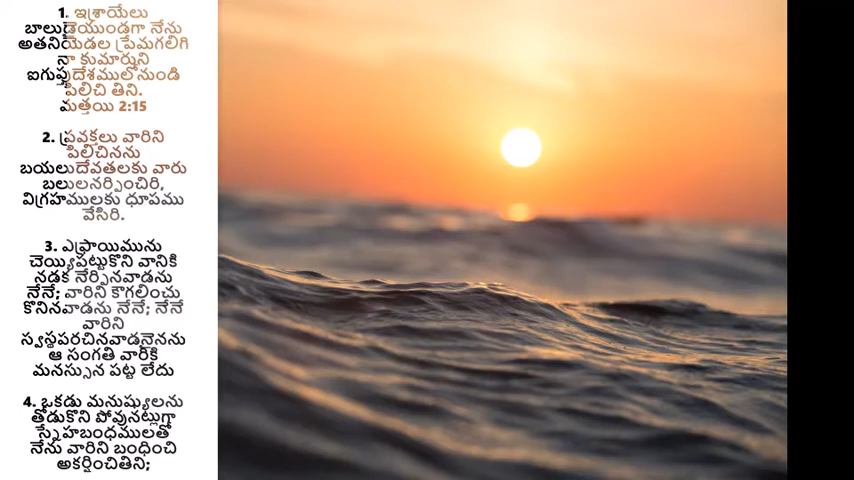 1. ఇశ్రాయేలు
బాలుడైయుండగా నేను
అతనియెడల ప్రేమగలిగి
నా కుమారుని
ఐగుప్తుదేశములోనుండి
పిలిచి తిని.
మత్తయి 2:15
2. ప్రవక్తలు వారిని
పిలిచినను
బయలుదేవతలకు వారు
బలులనర్పించిరి,
విగ్రహములకు ధూపము
వేసిరి.
3. ఎఫ్రాయిమును
చెయ్యిపట్టుకొని వానికి
నడక నేర్పినవాడను
నేనే; వారిని కౌగలించు
కొనినవాడను నేనే; నేనే
వారిని
స్వస్థపరచినవాడనైనను
ఆ సంగతి వారికి
మనస్సున పట్ట లేదు
4. ఒకడు మనుష్యులను
తోడుకొని పోవునట్లుగా
స్నేహబంధములతో
నేను వారిని బంధించి
అకర్షించితిని;